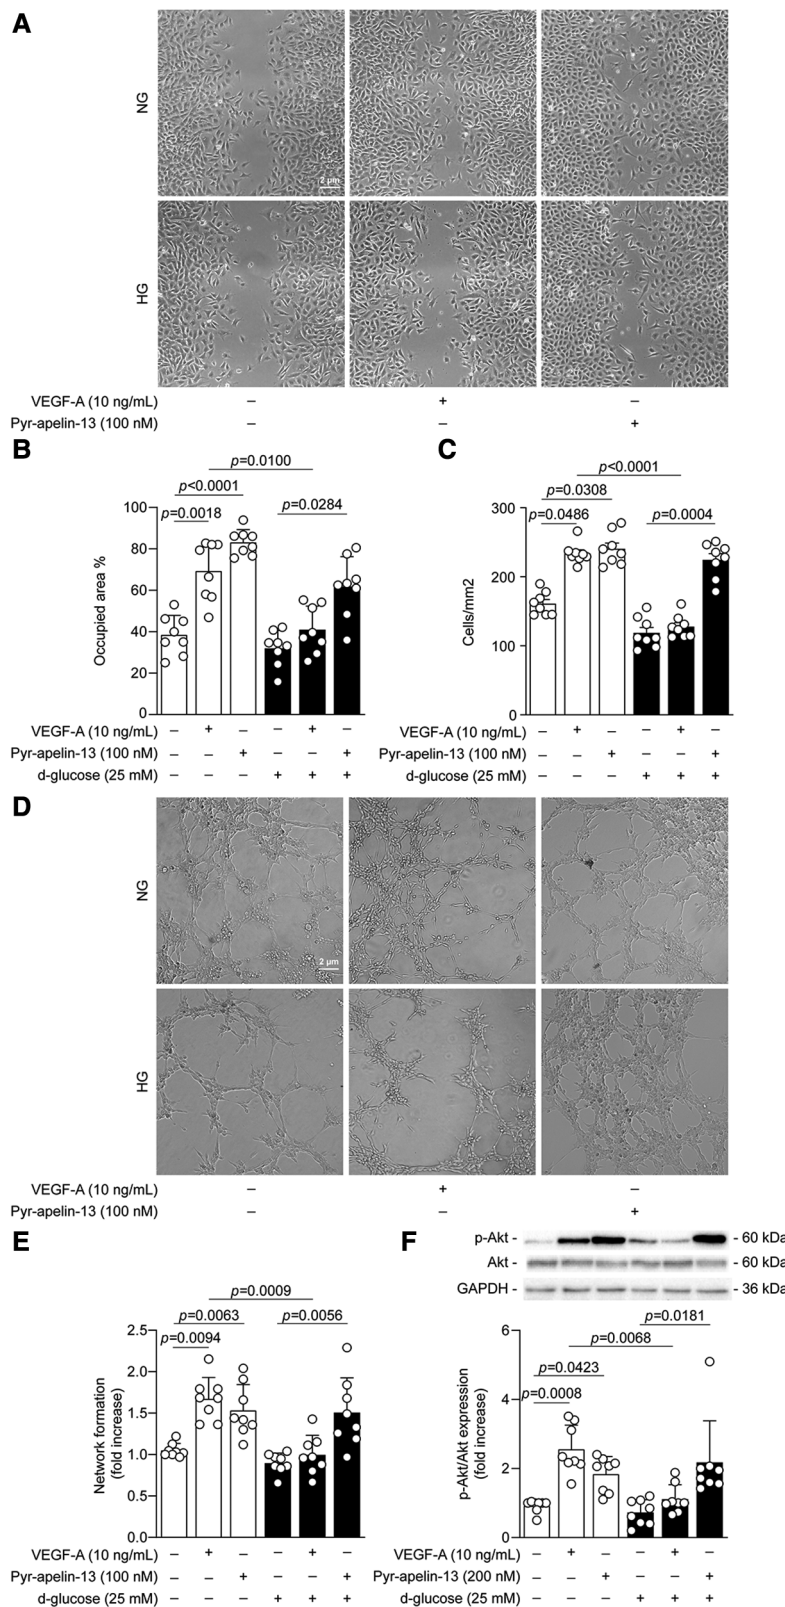 A
NG
2 μm
HG
VEGF-A (10 ng/mL) – + –
Pyr-apelin-13 (100 nM) – – +
B
p=0.0100
p<0.0001
p=0.0018
p=0.0284
100
80
60
40
20
0
Occupied area %
VEGF-A (10 ng/mL) – + – – + –
Pyr-apelin-13 (100 nM) – – + – – +
d-glucose (25 mM) – – – + + +
C
p<0.0001
p=0.0308
p=0.0486
p=0.0004
300
200
100
0
Cells/mm2
VEGF-A (10 ng/mL) – + – – + –
Pyr-apelin-13 (100 nM) – – + – – +
d-glucose (25 mM) – – – + + +
D
NG
2 μm
HG
VEGF-A (10 ng/mL) – + –
Pyr-apelin-13 (100 nM) – – +
E
p=0.0009
p=0.0063
p=0.0056
p=0.0094
2.5
2.0
1.5
1.0
0.5
0.0
Network formation
(fold increase)
VEGF-A (10 ng/mL) – + – – + –
Pyr-apelin-13 (100 nM) – – + – – +
d-glucose (25 mM) – – – + + +
F
p-Akt - - 60 kDa
Akt - - 60 kDa
GAPDH - - 36 kDa
p=0.0181
p=0.0068
p=0.0423
p=0.0008
6
4
2
0
p-Akt/Akt expression
(fold increase)
VEGF-A (10 ng/mL) – + – – + –
Pyr-apelin-13 (200 nM) – – + – – +
d-glucose (25 mM) – – – + + +